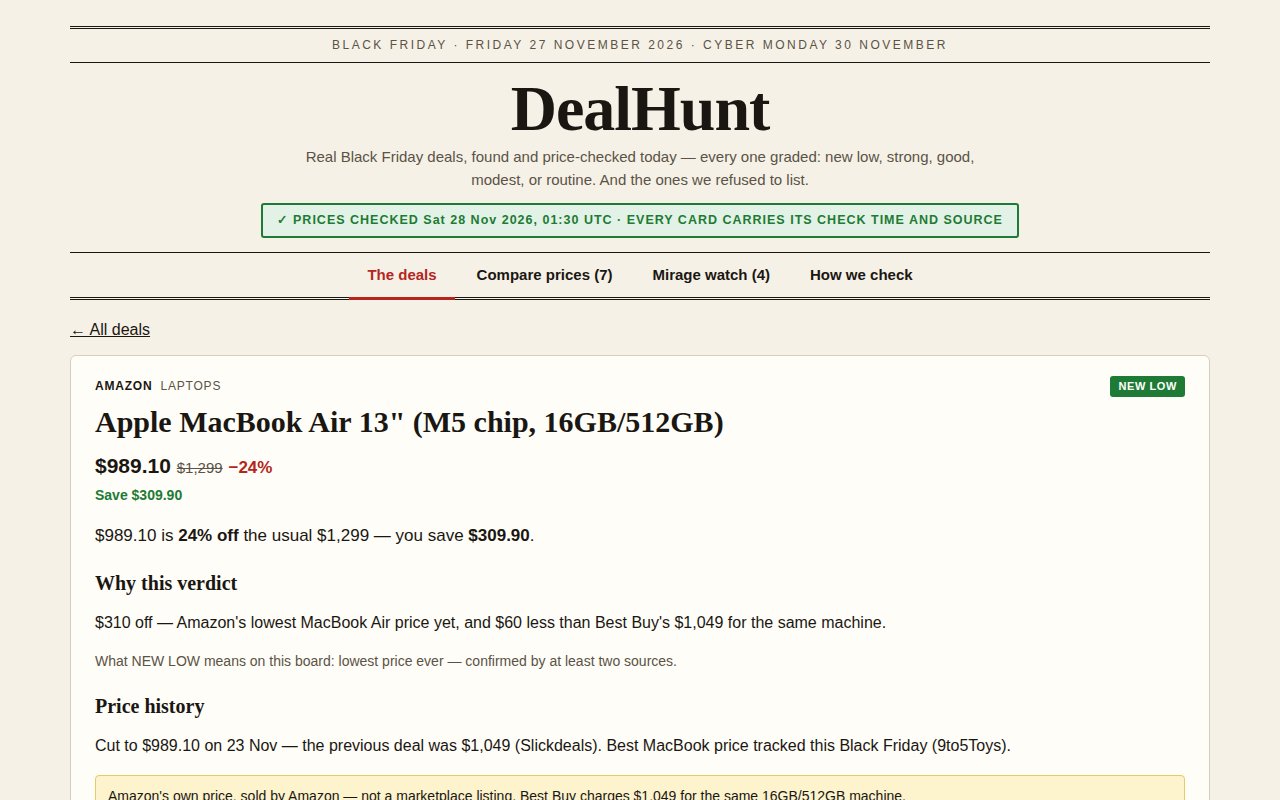 BLACK FRIDAY · FRIDAY 27 NOVEMBER 2026 · CYBER MONDAY 30 NOVEMBER
DealHunt
Real Black Friday deals, found and price-checked today — every one graded: new low, strong, good,
modest, or routine. And the ones we refused to list.
✓ PRICES CHECKED Sat 28 Nov 2026, 01:30 UTC · EVERY CARD CARRIES ITS CHECK TIME AND SOURCE
The deals Compare prices (7) Mirage watch (4) How we check
← All deals
AMAZON LAPTOPS NEW LOW
Apple MacBook Air 13" (M5 chip, 16GB/512GB)
$989.10 $1,299 −24%
Save $309.90
$989.10 is 24% off the usual $1,299 — you save $309.90.
Why this verdict
$310 off — Amazon's lowest MacBook Air price yet, and $60 less than Best Buy's $1,049 for the same machine.
What NEW LOW means on this board: lowest price ever — confirmed by at least two sources.
Price history
Cut to $989.10 on 23 Nov — the previous deal was $1,049 (Slickdeals). Best MacBook price tracked this Black Friday (9to5Toys).
Amazon's own price, sold by Amazon — not a marketplace listing. Best Buy charges $1,049 for the same 16GB/512GB machine.